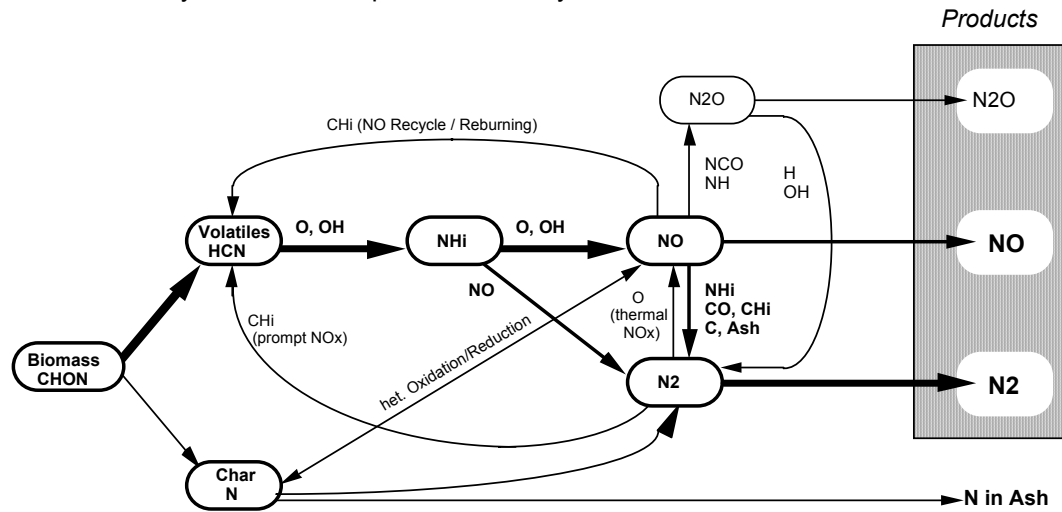 Products
N2O
N2O
CHi (NO Recycle / Reburning)
NCO
NH
H
OH
Volatiles
HCN
O, OH
NHi
O, OH
NO
NO
NO
NHi
CO, CHi
C, Ash
O
(thermal
NOx)
CHi
(prompt NOx)
het. Oxidation/Reduction
Biomass
CHON
N2
N2
Char
N
N in Ash